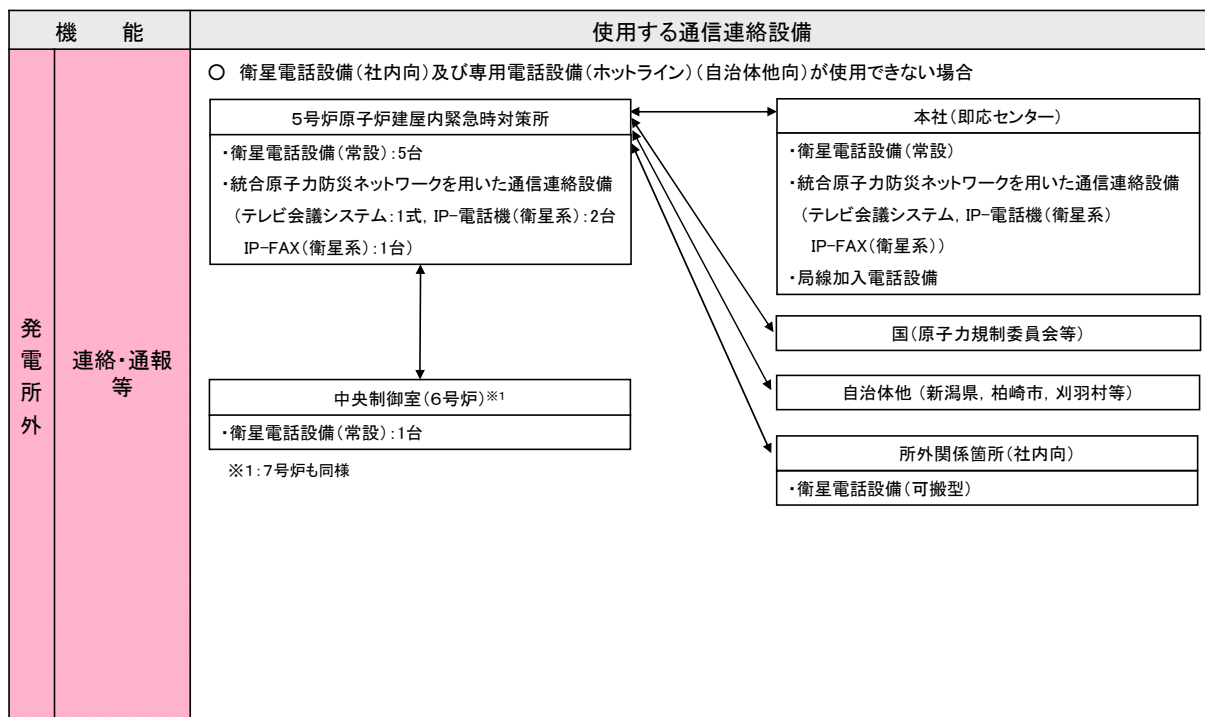 機　能
使用する通信連絡設備
発電所外
連絡・通報
等
○　衛星電話設備(社内向)及び専用電話設備(ホットライン)(自治体他向)が使用できない場合
5号炉原子炉建屋内緊急時対策所
・衛星電話設備(常設):5台
・統合原子力防災ネットワークを用いた通信連絡設備
(テレビ会議システム:1式, IP-電話機(衛星系):2台
IP-FAX(衛星系):1台)
中央制御室(6号炉)※1
・衛星電話設備(常設):1台
※1:7号炉も同様
本社(即応センター)
・衛星電話設備(常設)
・統合原子力防災ネットワークを用いた通信連絡設備
(テレビ会議システム, IP-電話機(衛星系)
IP-FAX(衛星系))
・局線加入電話設備
国(原子力規制委員会等)
自治体他 (新潟県, 柏崎市, 刈羽村等)
所外関係箇所(社内向)
・衛星電話設備(可搬型)